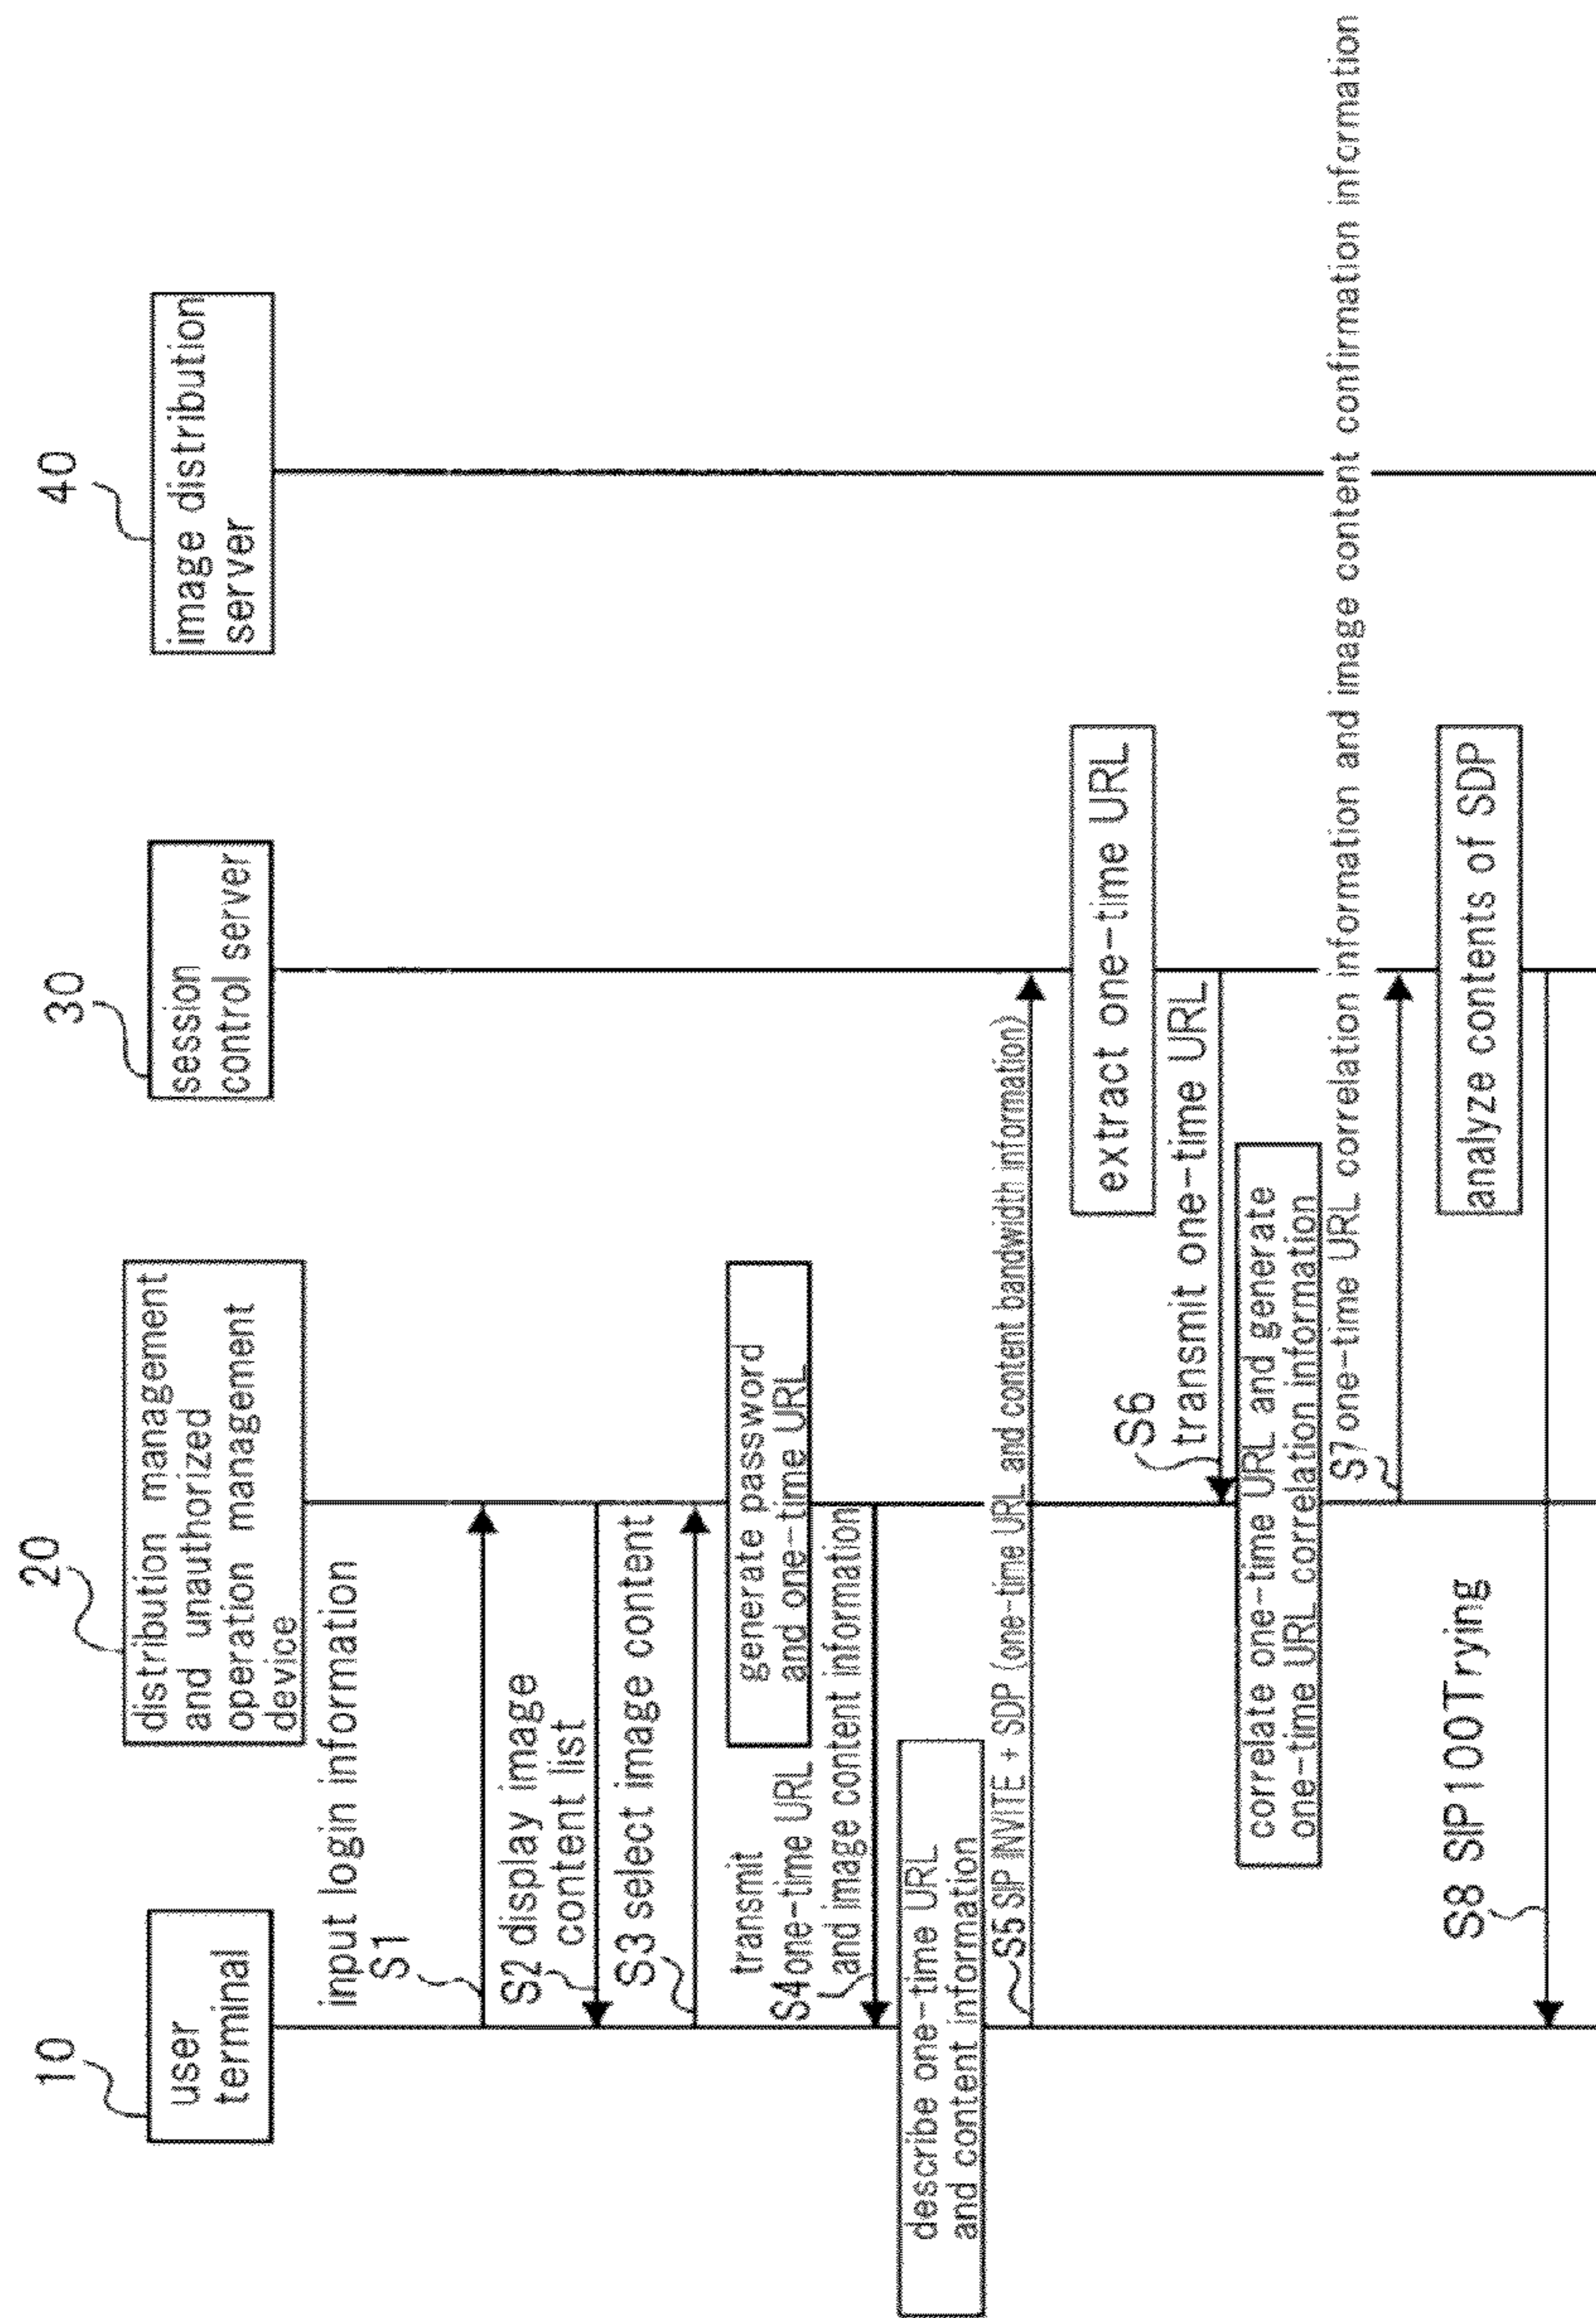 10
user
terminal
20
distribution management
and unauthorized
operation management
device
30
session
control server
40
image distribution
server
input login information
S1
S2 display image
content list
S3 select image content
generate password
and one-time URL
transmit
S4 one-time URL
and image content information
describe one-time URL
and content information
S5 SIP INVITE + SDP (one-time URL and content bandwidth information)
extract one-time URL
S6
transmit one-time URL
correlate one-time URL and generate
one-time URL correlation information
S7 one-time URL correlation information and image content confirmation information
analyze contents of SDP
S8 SIP100Trying